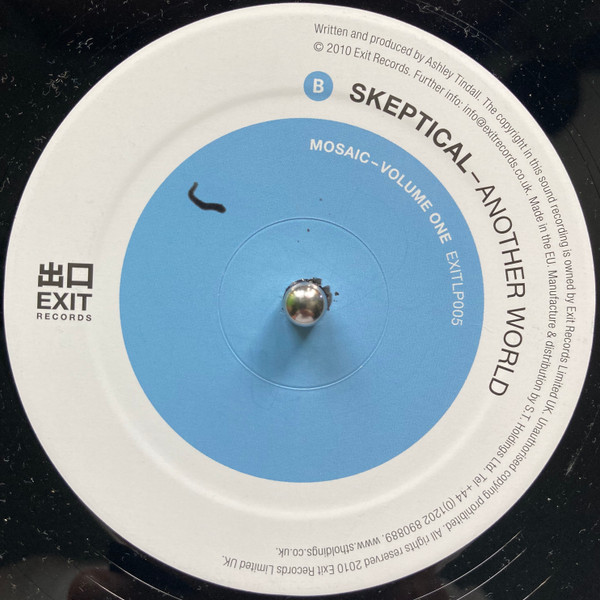 Written and produced by Ashley Tindall. The copyright in this sound recording is owned by Exit Records Limited UK. Unauthorised copying prohibited. All rights reserved 2010 Exit Records Limited UK.
© 2010 Exit Records. Further info: info@exitrecords.co.uk. Made in the EU. Manufacture & distribution by S.T. Holdings Ltd. Tel +44 (0)1202 890889. www.stholdings.co.uk.
B SKEPTICAL – ANOTHER WORLD
MOSAIC – VOLUME ONE EXITLP005
出口
EXIT
RECORDS